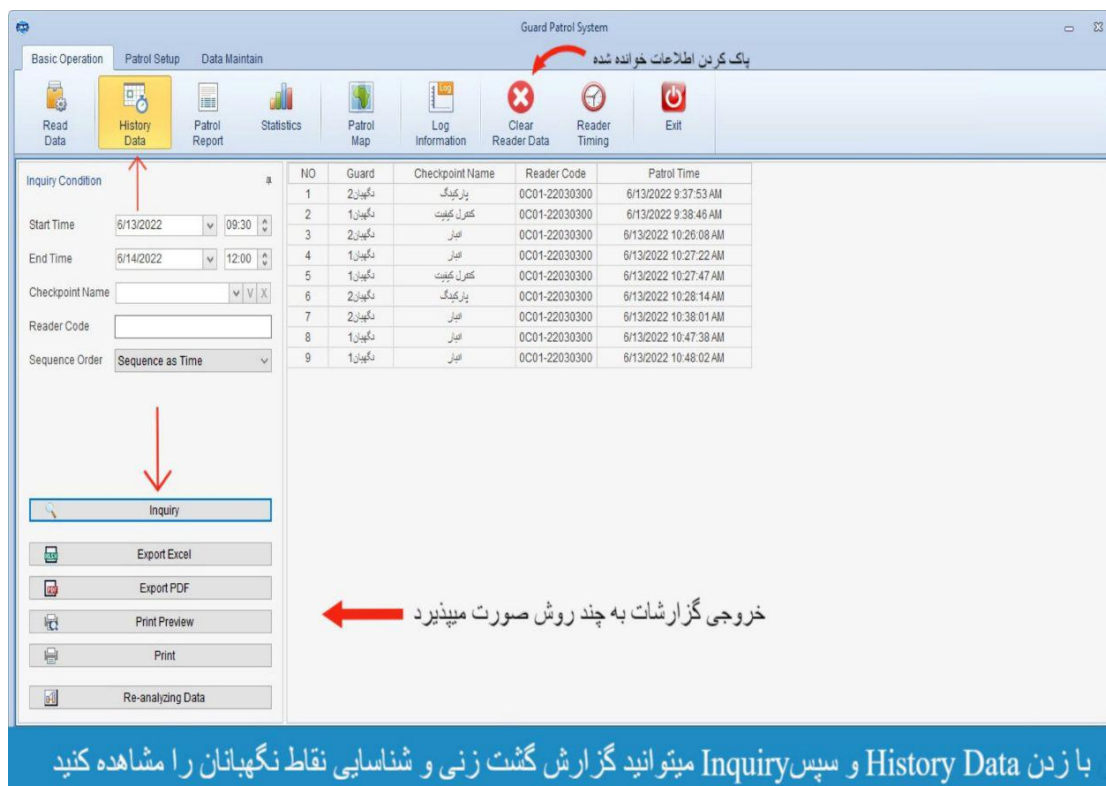 Guard Patrol System
Basic Operation Patrol Setup Data Maintain
پاک کردن اطلاعات خوانده شده
Read Data
History Data
Patrol Report
Statistics
Patrol Map
Log Information
Clear Reader Data
Reader Timing
Exit
Inquiry Condition
Start Time 6/13/2022 09:30
End Time 6/14/2022 12:00
Checkpoint Name V X
Reader Code
Sequence Order Sequence as Time
Inquiry
Export Excel
Export PDF
Print Preview
Print
Re-analyzing Data
NO Guard Checkpoint Name Reader Code Patrol Time
1 نگهبان2 پارکینگ 0C01-22030300 6/13/2022 9:37:53 AM
2 نگهبان1 کنترل کیفیت 0C01-22030300 6/13/2022 9:38:46 AM
3 نگهبان2 انبار 0C01-22030300 6/13/2022 10:26:08 AM
4 نگهبان1 انبار 0C01-22030300 6/13/2022 10:27:22 AM
5 نگهبان1 کنترل کیفیت 0C01-22030300 6/13/2022 10:27:47 AM
6 نگهبان2 پارکینگ 0C01-22030300 6/13/2022 10:28:14 AM
7 نگهبان2 انبار 0C01-22030300 6/13/2022 10:38:01 AM
8 نگهبان1 انبار 0C01-22030300 6/13/2022 10:47:38 AM
9 نگهبان1 انبار 0C01-22030300 6/13/2022 10:48:02 AM
خروجی گزارشات به چند روش صورت میپذیرد
با زدن History Data و سپس Inquiry میتوانید گزارش گشت زنی و شناسایی نقاط نگهبانان را مشاهده کنید